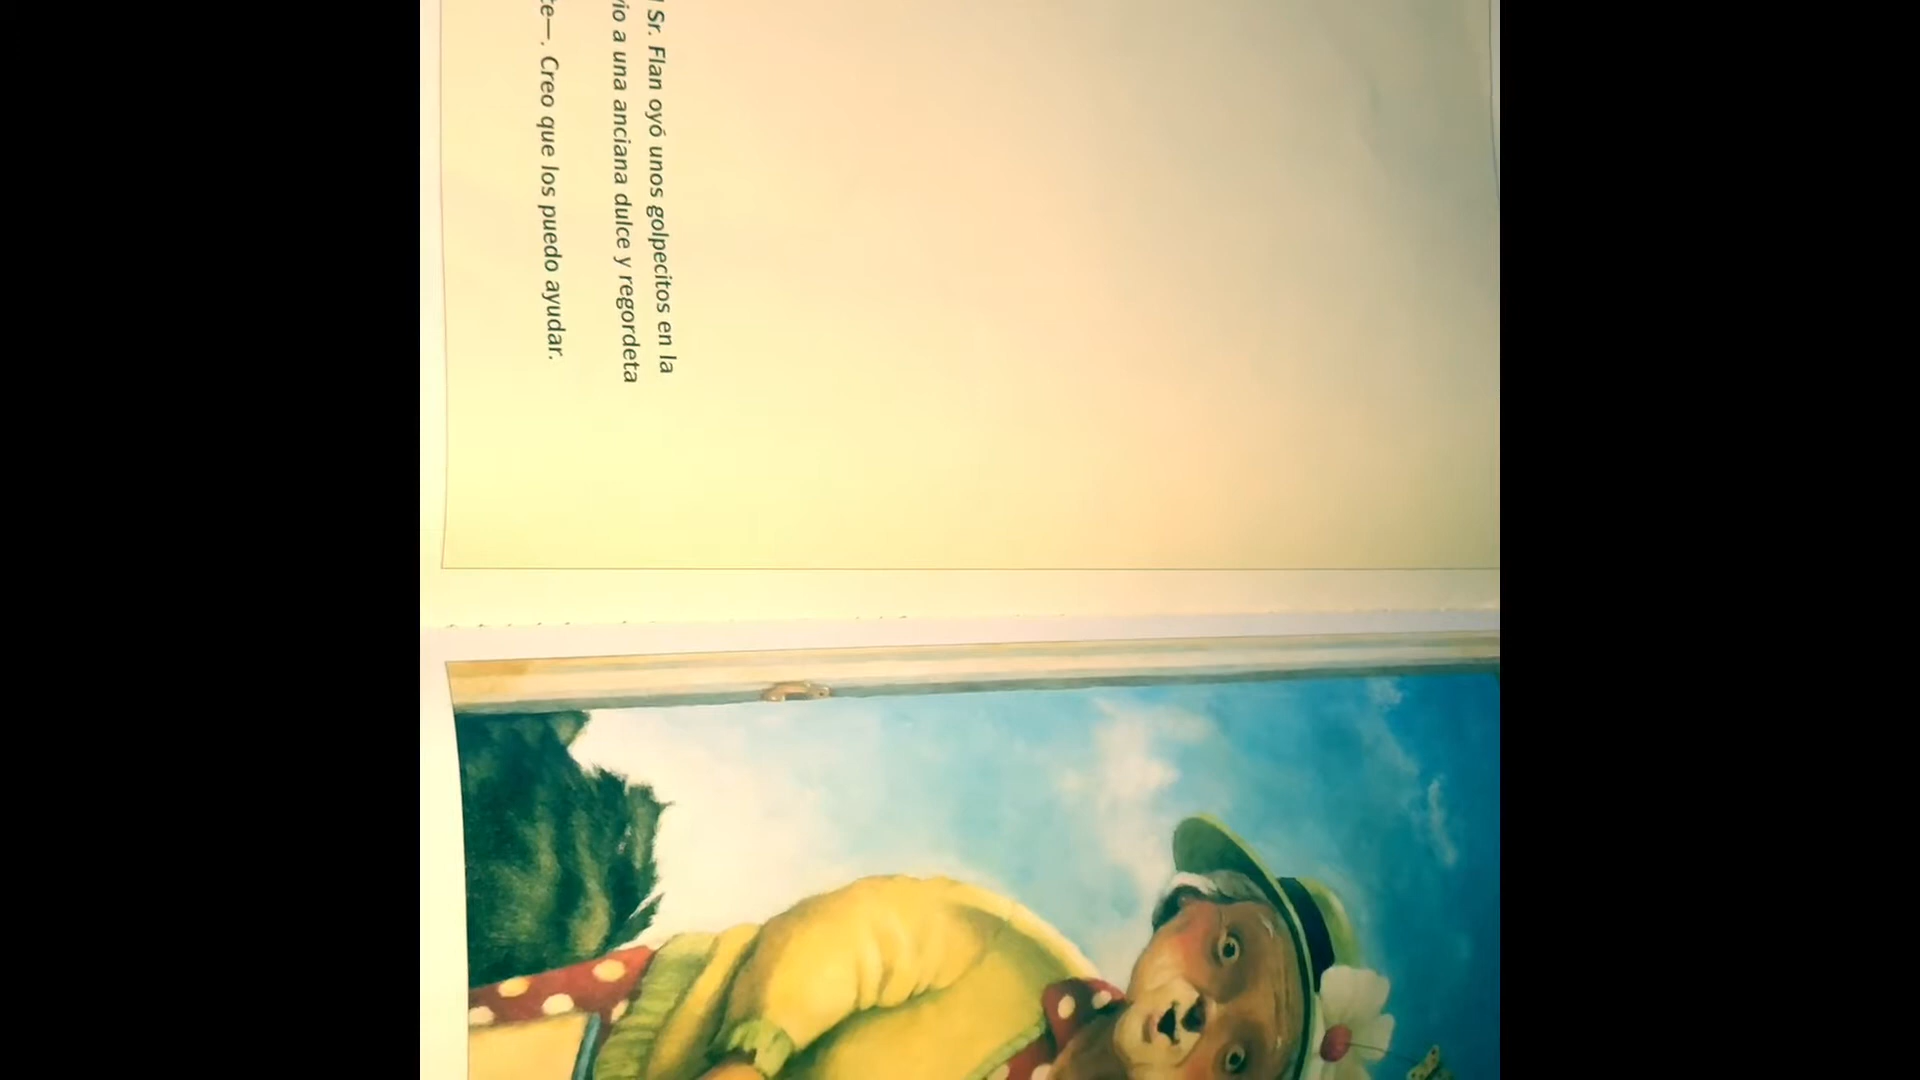 Sr. Flan oyó unos golpecitos en la
vio a una anciana dulce y regordeta
Creo que los puedo ayudar.